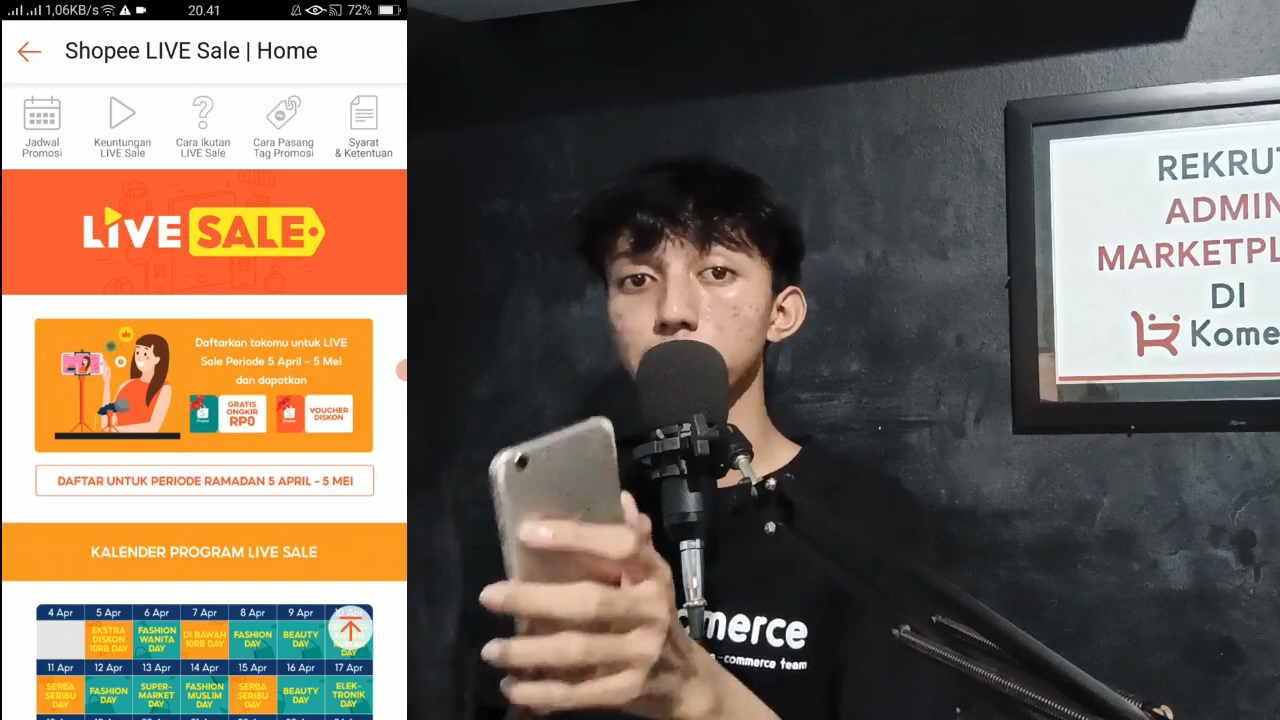 1,06KB/s
20.41
72%
Shopee LIVE Sale | Home
Jadwal
Promosi
Keuntungan
LIVE Sale
Cara Ikutan
LIVE Sale
Cara Pasang
Tag Promosi
Syarat
& Ketentuan
LIVE SALE
Daftarkan tokomu untuk LIVE
Sale Periode 5 April - 5 Mei
dan dapatkan
Shopee
GRATIS
ONGKIR
RP0
Shopee
VOUCHER
DISKON
DAFTAR UNTUK PERIODE RAMADAN 5 APRIL - 5 MEI
KALENDER PROGRAM LIVE SALE
4 Apr 5 Apr 6 Apr 7 Apr 8 Apr 9 Apr 10 Apr
EKSTRA
DISKON
10RB DAY
FASHION
WANITA
DAY
DI BAWAH
10RB DAY
FASHION
DAY
BEAUTY
DAY
DAY
11 Apr 12 Apr 13 Apr 14 Apr 15 Apr 16 Apr 17 Apr
SERBA
SERIBU
DAY
FASHION
DAY
SUPER-
MARKET
DAY
FASHION
MUSLIM
DAY
SERBA
SERIBU
DAY
BEAUTY
DAY
ELEK-
TRONIK
DAY
REKRUT
ADMIN
MARKETPL
DI
Kome
merce
-commerce team